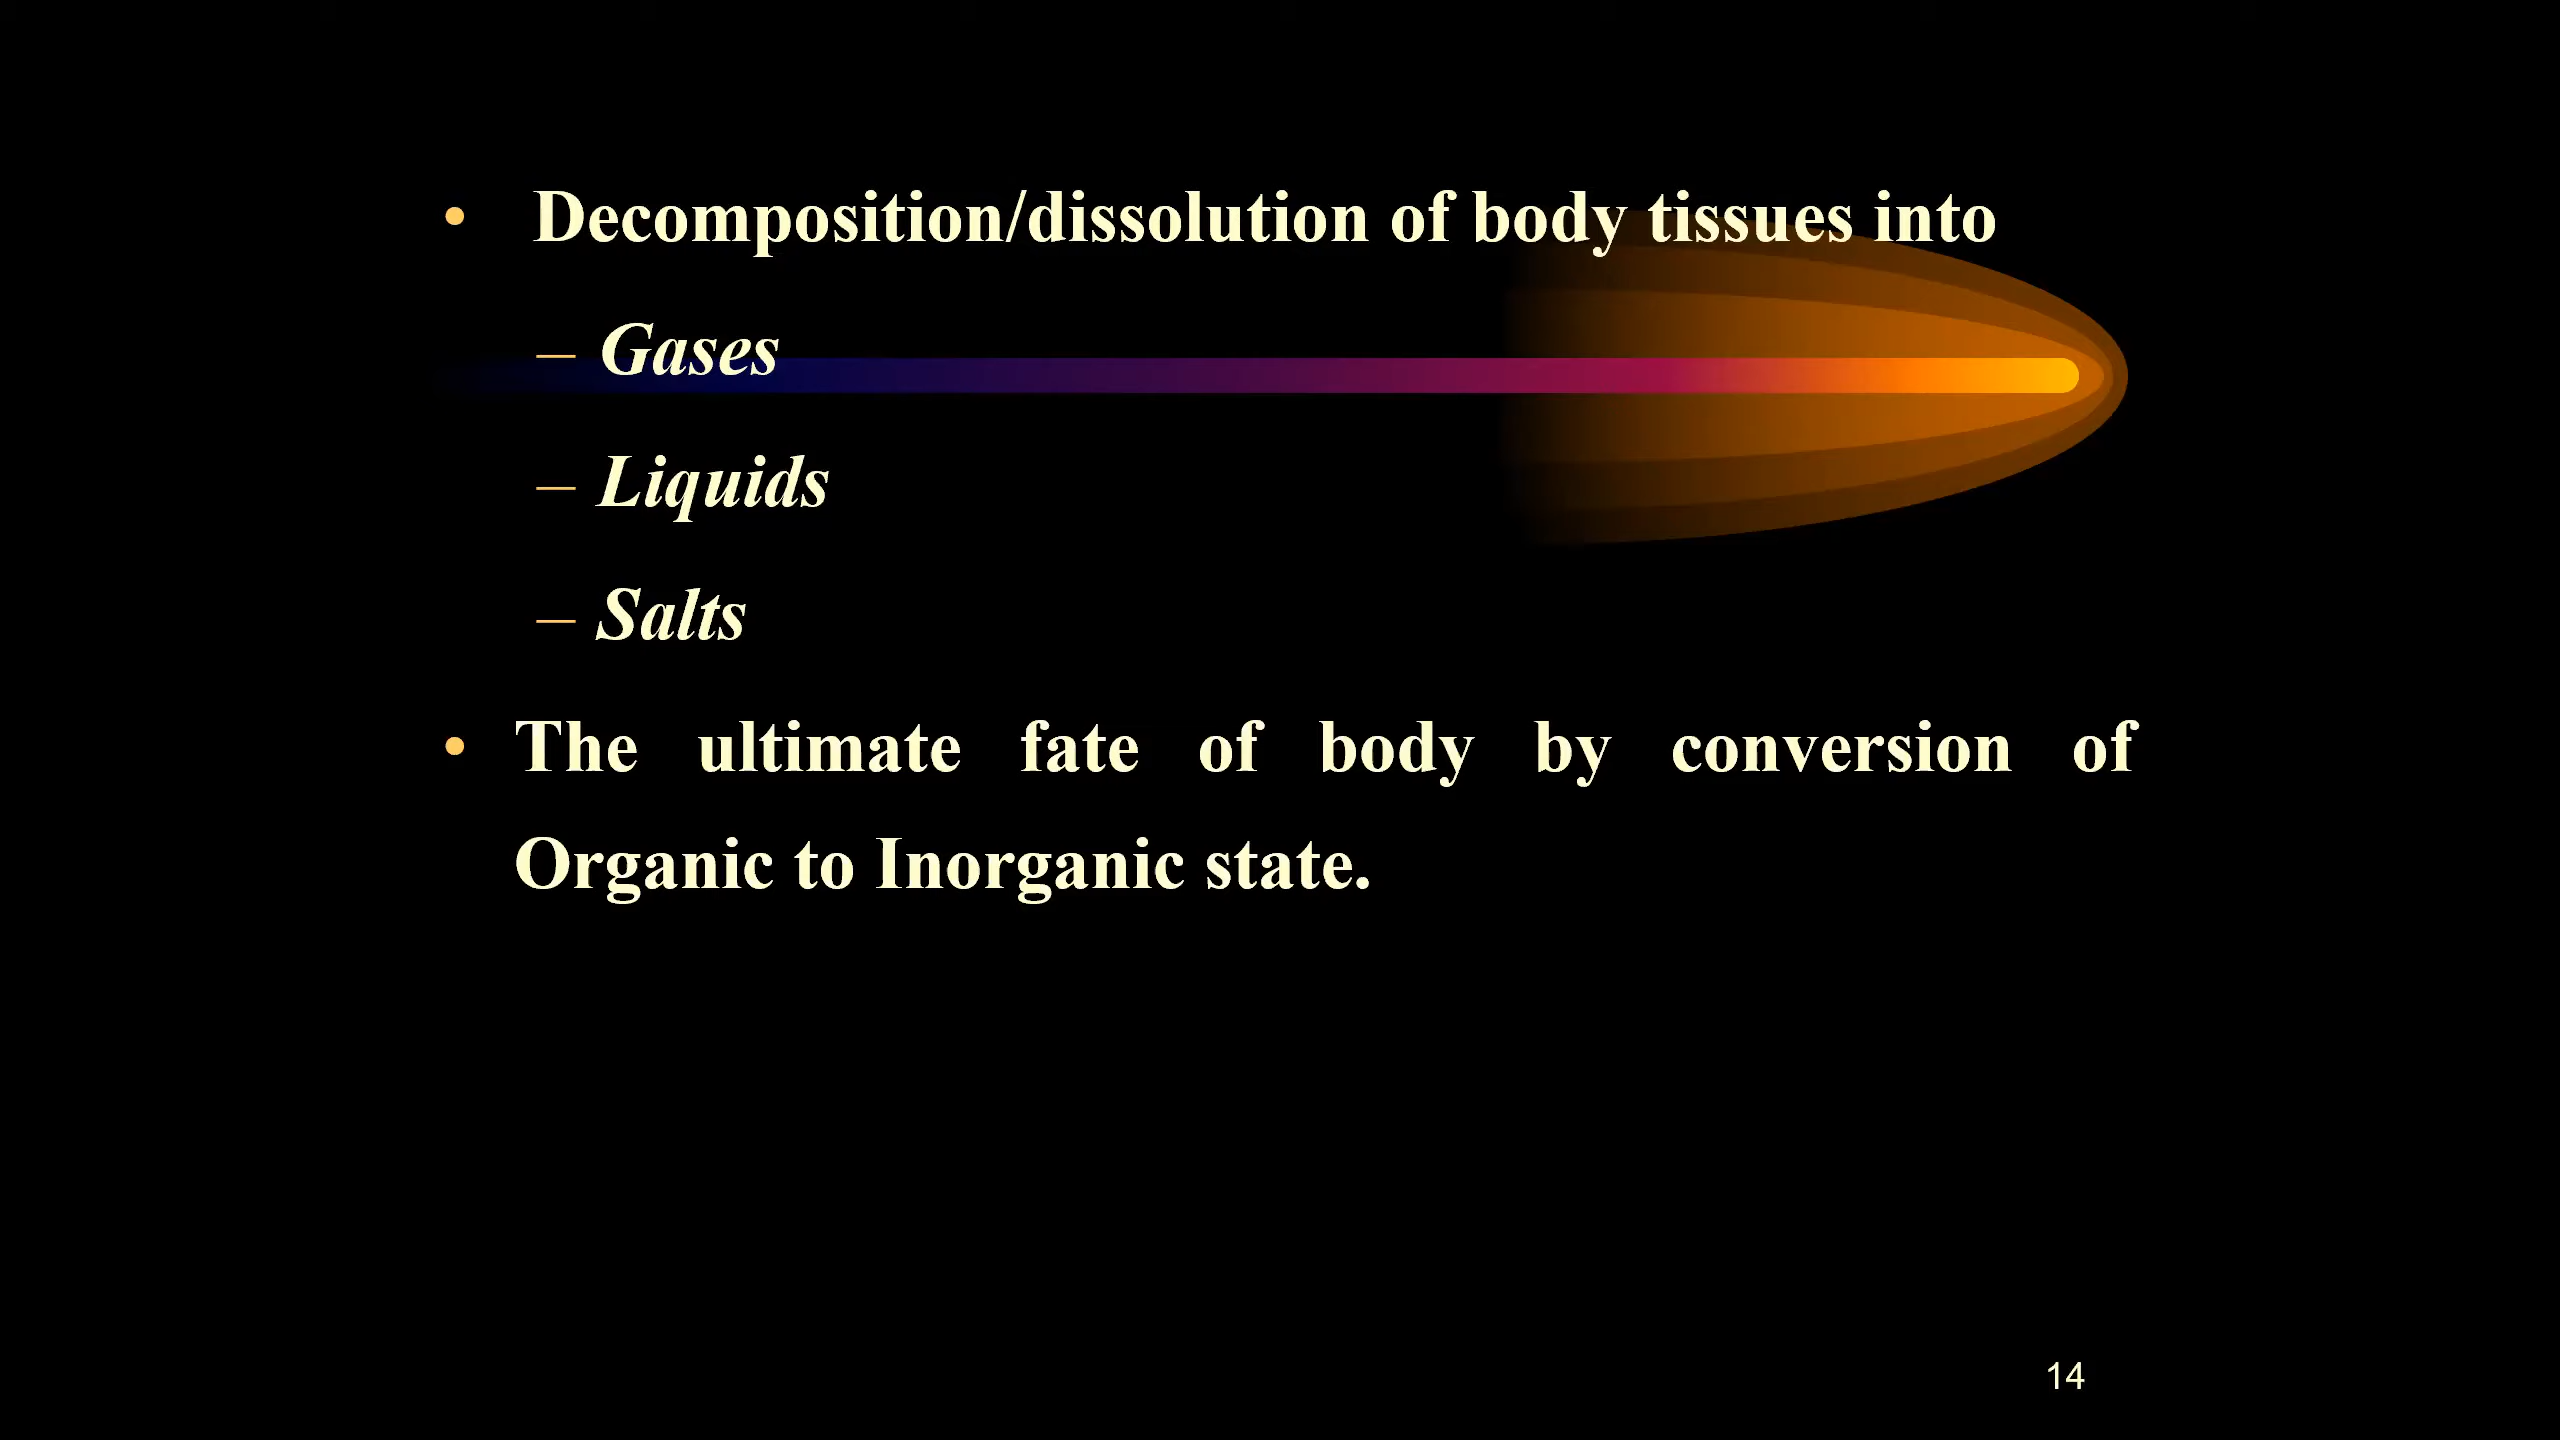 • Decomposition/dissolution of body tissues into
– Gases
– Liquids
– Salts
• The ultimate fate of body by conversion of
Organic to Inorganic state.
14